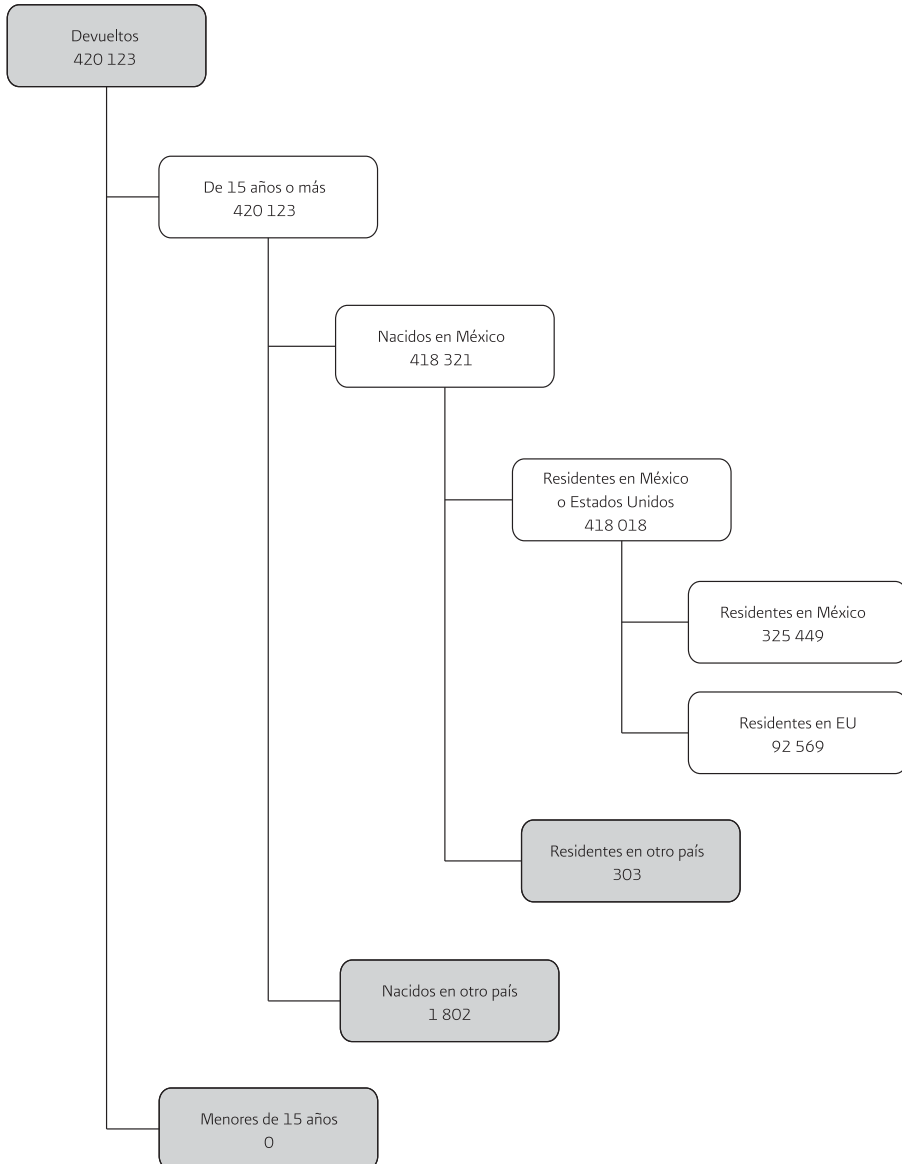 Devueltos
420 123
De 15 años o más
420 123
Nacidos en México
418 321
Residentes en México
o Estados Unidos
418 018
Residentes en México
325 449
Residentes en EU
92 569
Residentes en otro país
303
Nacidos en otro país
1 802
Menores de 15 años
0